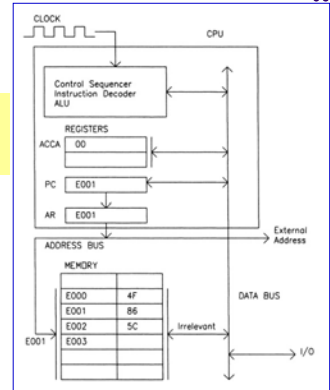 CLOCK
CPU
Control Sequencer
Instruction Decoder
ALU
REGISTERS
ACCA 00
PC E001
AR E001
External
Address
ADDRESS BUS
MEMORY
E000 4F
E001 86
E002 5C
E003
E001
Irrelevant
DATA BUS
I/O